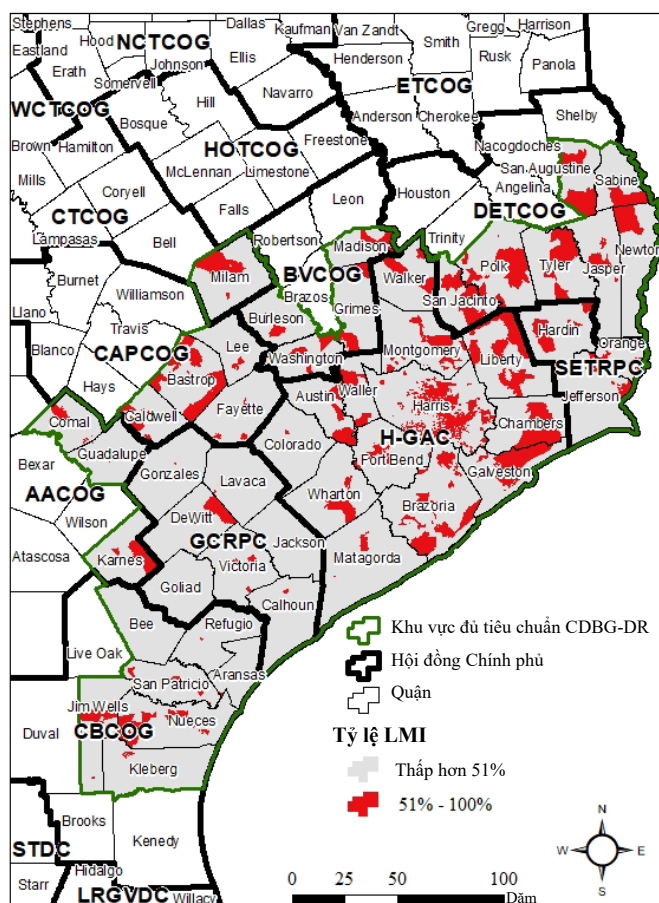 Stephens
Hood
NCTCOG
Dallas
Kaufman
Van Zandt
Gregg
Harrison
Eastland
Erath
Johnson
Ellis
Henderson
Smith
Rusk
Panola
Somervell
Navarro
ETCOG
WCTCOG
Bosque
Hill
Anderson
Cherokee
Shelby
Brown
Hamilton
HOTCOG
Freestone
Nacogdoches
Mills
McLennan
Limestone
San Augustine
Sabine
Coryell
CTCOG
Falls
Leon
Houston
Angelina
DETCOG
Lampasas
Bell
Robertson
Madison
Trinity
Newton
Burnet
Milam
BVCOG
Walker
Polk
Tyler
Jasper
Williamson
Brazos
Grimes
San Jacinto
Llano
Travis
Burleson
Hardin
Blanco
CAPCOG
Lee
Washington
Montgomery
Liberty
Orange
SETRPC
Hays
Bastrop
Austin
Waller
Jefferson
Comal
Caldwell
Fayette
Harris
Chambers
Bexar
Guadalupe
Colorado
H-GAC
Fort Bend
Galveston
AACOG
Gonzales
Lavaca
Wilson
Wharton
Brazoria
DeWitt
GCRPC
Atascosa
Karnes
Jackson
Matagorda
Victoria
Goliad
Calhoun
Bee
Refugio
Live Oak
Aransas
San Patricio
Jim Wells
Nueces
Duval
CBCOG
Kleberg
Brooks
Kenedy
STDC
Hidalgo
Starr
LRGVDC
Willacy
Khu vực đủ tiêu chuẩn CDBG-DR
Hội đồng Chính phủ
Quận
Tỷ lệ LMI
Thấp hơn 51%
51% - 100%
N
W
E
S
0 25 50 100
Dặm